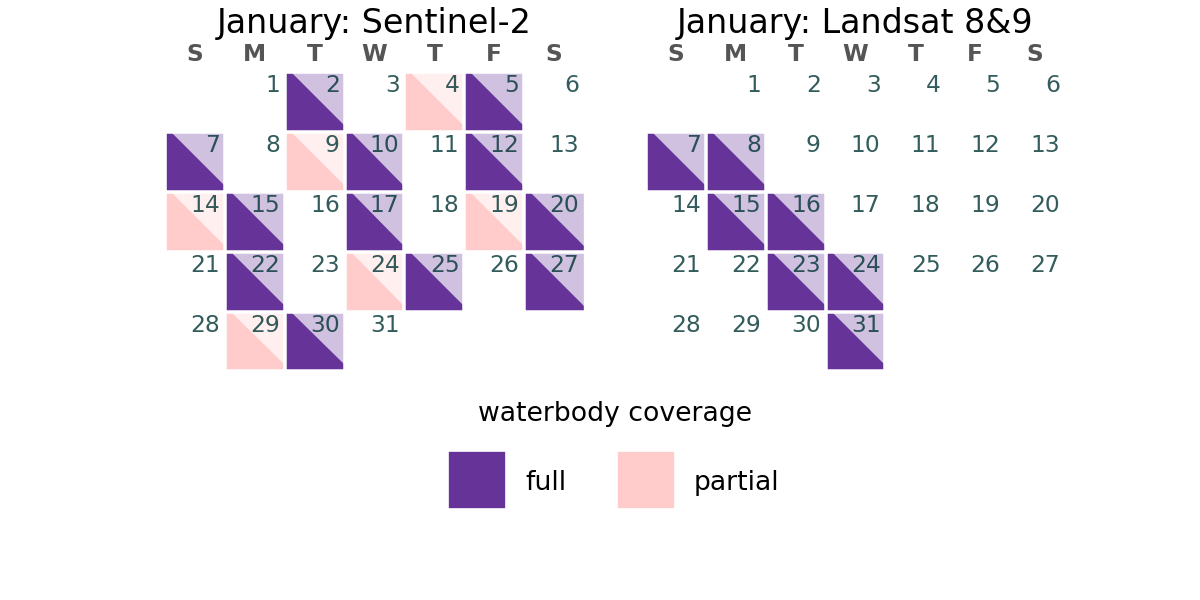 January: Sentinel-2
S M T W T F S
1 2 3 4 5 6
7 8 9 10 11 12 13
14 15 16 17 18 19 20
21 22 23 24 25 26 27
28 29 30 31
January: Landsat 8&9
S M T W T F S
1 2 3 4 5 6
7 8 9 10 11 12 13
14 15 16 17 18 19 20
21 22 23 24 25 26 27
28 29 30 31
waterbody coverage
full partial